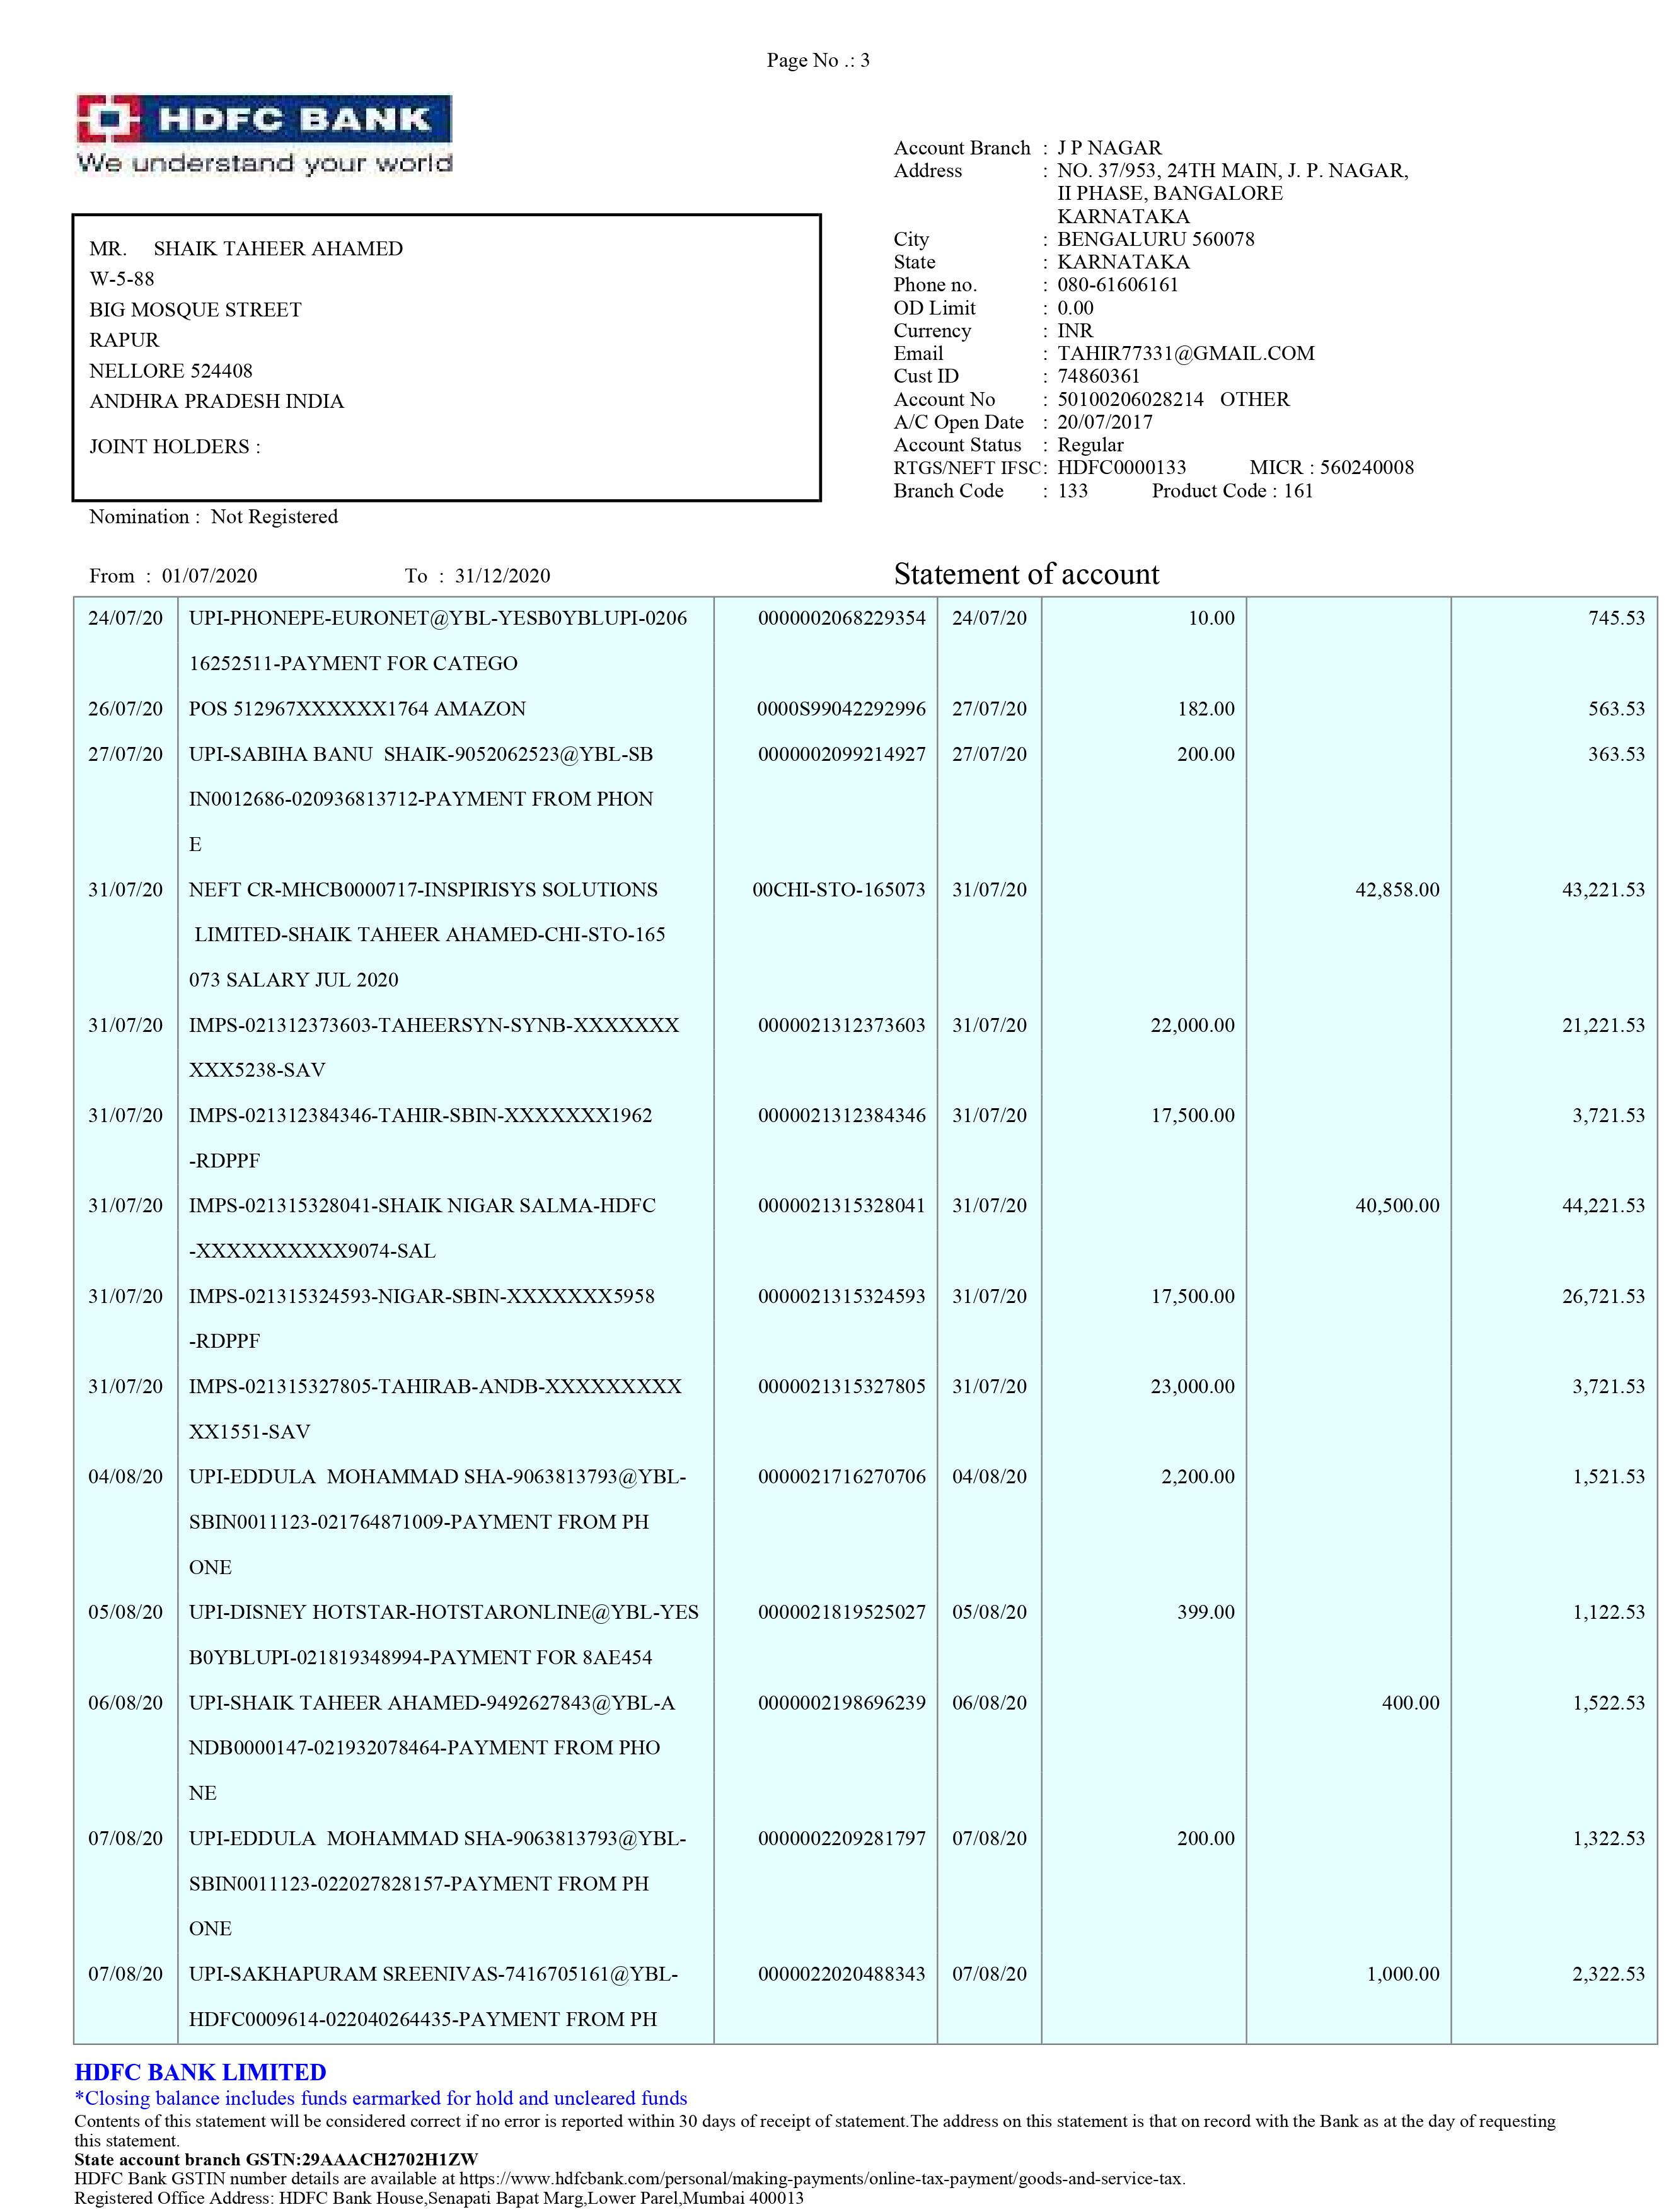 Page No .: 3
HDFC BANK
We understand your world
Account Branch : J P NAGAR
Address : NO. 37/953, 24TH MAIN, J. P. NAGAR,
II PHASE, BANGALORE
KARNATAKA
City : BENGALURU 560078
State : KARNATAKA
Phone no. : 080-61606161
OD Limit : 0.00
Currency : INR
Email : TAHIR77331@GMAIL.COM
Cust ID : 74860361
Account No : 50100206028214 OTHER
A/C Open Date : 20/07/2017
Account Status : Regular
RTGS/NEFT IFSC: HDFC0000133 MICR : 560240008
Branch Code : 133 Product Code : 161
MR. SHAIK TAHEER AHAMED
W-5-88
BIG MOSQUE STREET
RAPUR
NELLORE 524408
ANDHRA PRADESH INDIA
JOINT HOLDERS :
Nomination : Not Registered
From : 01/07/2020 To : 31/12/2020 Statement of account
24/07/20 UPI-PHONEPE-EURONET@YBL-YESB0YBLUPI-0206 0000002068229354 24/07/20 10.00 745.53
16252511-PAYMENT FOR CATEGO
26/07/20 POS 512967XXXXXX1764 AMAZON 0000S99042292996 27/07/20 182.00 563.53
27/07/20 UPI-SABIHA BANU SHAIK-9052062523@YBL-SB 0000002099214927 27/07/20 200.00 363.53
IN0012686-020936813712-PAYMENT FROM PHON
E
31/07/20 NEFT CR-MHCB0000717-INSPIRISYS SOLUTIONS 00CHI-STO-165073 31/07/20 42,858.00 43,221.53
LIMITED-SHAIK TAHEER AHAMED-CHI-STO-165
073 SALARY JUL 2020
31/07/20 IMPS-021312373603-TAHEERSYN-SYNB-XXXXXXX 0000021312373603 31/07/20 22,000.00 21,221.53
XXX5238-SAV
31/07/20 IMPS-021312384346-TAHIR-SBIN-XXXXXXX1962 0000021312384346 31/07/20 17,500.00 3,721.53
-RDPPF
31/07/20 IMPS-021315328041-SHAIK NIGAR SALMA-HDFC 0000021315328041 31/07/20 40,500.00 44,221.53
-XXXXXXXXXX9074-SAL
31/07/20 IMPS-021315324593-NIGAR-SBIN-XXXXXXX5958 0000021315324593 31/07/20 17,500.00 26,721.53
-RDPPF
31/07/20 IMPS-021315327805-TAHIRAB-ANDB-XXXXXXXXX 0000021315327805 31/07/20 23,000.00 3,721.53
XX1551-SAV
04/08/20 UPI-EDDULA MOHAMMAD SHA-9063813793@YBL- 0000021716270706 04/08/20 2,200.00 1,521.53
SBIN0011123-021764871009-PAYMENT FROM PH
ONE
05/08/20 UPI-DISNEY HOTSTAR-HOTSTARONLINE@YBL-YES 0000021819525027 05/08/20 399.00 1,122.53
B0YBLUPI-021819348994-PAYMENT FOR 8AE454
06/08/20 UPI-SHAIK TAHEER AHAMED-9492627843@YBL-A 0000002198696239 06/08/20 400.00 1,522.53
NDB0000147-021932078464-PAYMENT FROM PHO
NE
07/08/20 UPI-EDDULA MOHAMMAD SHA-9063813793@YBL- 0000002209281797 07/08/20 200.00 1,322.53
SBIN0011123-022027828157-PAYMENT FROM PH
ONE
07/08/20 UPI-SAKHAPURAM SREENIVAS-7416705161@YBL- 0000022020488343 07/08/20 1,000.00 2,322.53
HDFC0009614-022040264435-PAYMENT FROM PH
HDFC BANK LIMITED
*Closing balance includes funds earmarked for hold and uncleared funds
Contents of this statement will be considered correct if no error is reported within 30 days of receipt of statement.The address on this statement is that on record with the Bank as at the day of requesting
this statement.
State account branch GSTN:29AAACH2702H1ZW
HDFC Bank GSTIN number details are available at https://www.hdfcbank.com/personal/making-payments/online-tax-payment/goods-and-service-tax.
Registered Office Address: HDFC Bank House,Senapati Bapat Marg,Lower Parel,Mumbai 400013